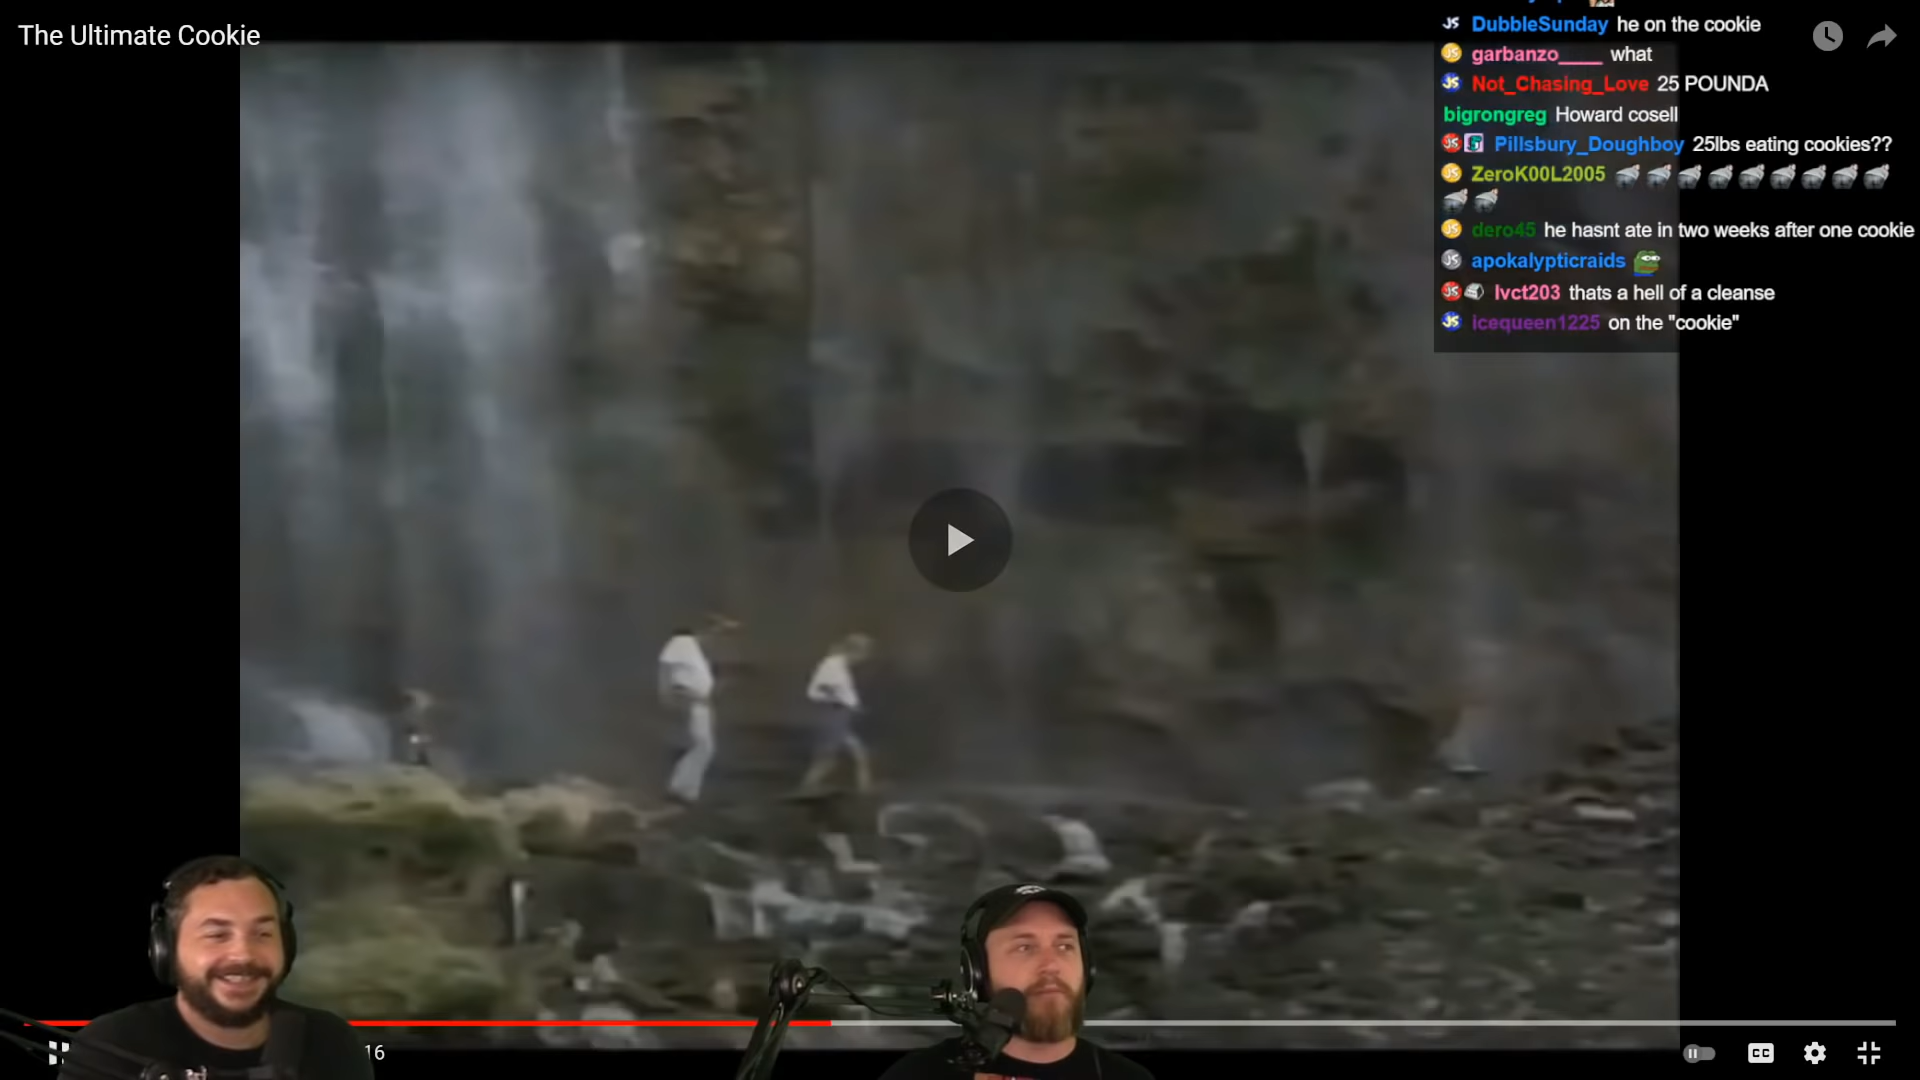 The Ultimate Cookie
DubbleSunday he on the cookie
garbanzo____ what
Not_Chasing_Love 25 POUNDA
bigrongreg Howard cosell
Pillsbury_Doughboy 25lbs eating cookies??
ZeroK00L2005
dero45 he hasnt ate in two weeks after one cookie
apokalypticraids
lvct203 thats a hell of a cleanse
icequeen1225 on the "cookie"
16
CC